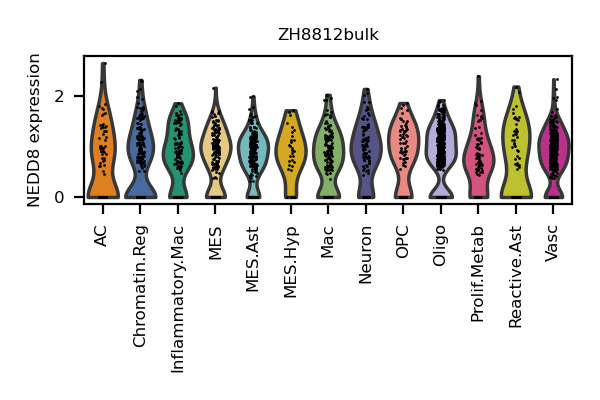 ZH8812bulk
NEDD8 expression
2
0
AC
Chromatin.Reg
Inflammatory.Mac
MES
MES.Ast
MES.Hyp
Mac
Neuron
OPC
Oligo
Prolif.Metab
Reactive.Ast
Vasc